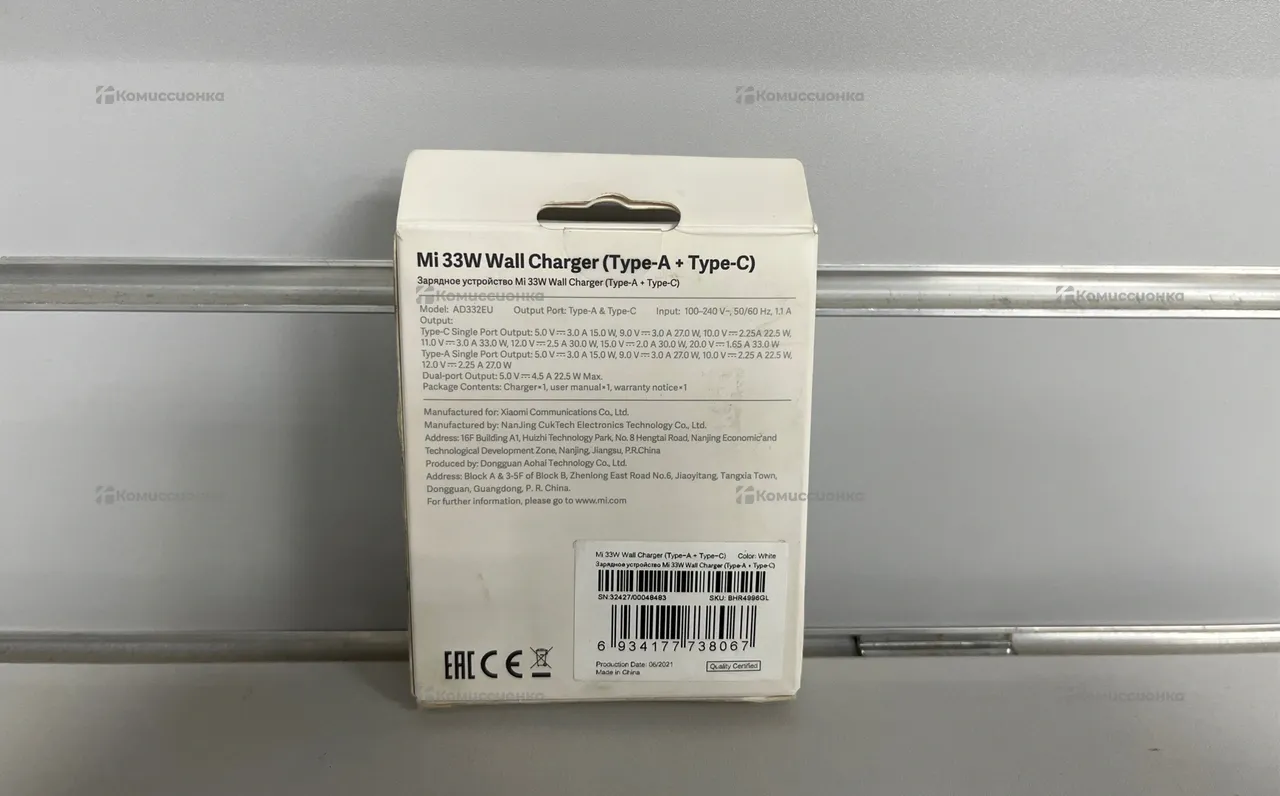 Комиссионка Комиссионка
Mi 33W Wall Charger (Type-A + Type-C)
Зарядное устройство Mi 33W Wall Charger (Type-A + Type-C)
Комиссионка Комиссионка
Model: AD332EU Output Port: Type-A & Type-C Input: 100-240 V~, 50/60 Hz, 1.1 A
Output:
Type-C Single Port Output: 5.0 V⎓3.0 A 15.0 W, 9.0 V⎓3.0 A 27.0 W, 10.0 V⎓2.25A 22.5 W,
11.0 V⎓3.0 A 33.0 W, 12.0 V⎓2.5 A 30.0 W, 15.0 V⎓2.0 A 30.0 W, 20.0 V⎓1.65 A 33.0 W
Type-A Single Port Output: 5.0 V⎓3.0 A 15.0 W, 9.0 V⎓3.0 A 27.0 W, 10.0 V⎓2.25 A 22.5 W,
12.0 V⎓2.25 A 27.0 W
Dual-port Output: 5.0 V⎓4.5 A 22.5 W Max.
Package Contents: Charger*1, user manual*1, warranty notice*1
Manufactured for: Xiaomi Communications Co., Ltd.
Manufactured by: NanJing CukTech Electronics Technology Co., Ltd.
Address: 16F Building A1, Huizhi Technology Park, No. 8 Hengtai Road, Nanjing Economic and
Technological Development Zone, Nanjing, Jiangsu, P.R.China
Produced by: Dongguan Aohai Technology Co., Ltd.
Address: Block A & 3-5F of Block B, Zhenlong East Road No.6, Jiaoyitang, Tangxia Town,
Dongguan, Guangdong, P. R. China.
Комиссионка Комиссионка
For further information, please go to www.mi.com
Mi 33W Wall Charger (Type-A + Type-C) Color: White
Зарядное устройство Mi 33W Wall Charger (Type-A + Type-C)
SN:32427/00048483 SKU: BHR4996GL
6 934177 738067
EAC CE
Production Date: 06/2021 Quality Certified
Made in China
Комиссионка Комиссионка